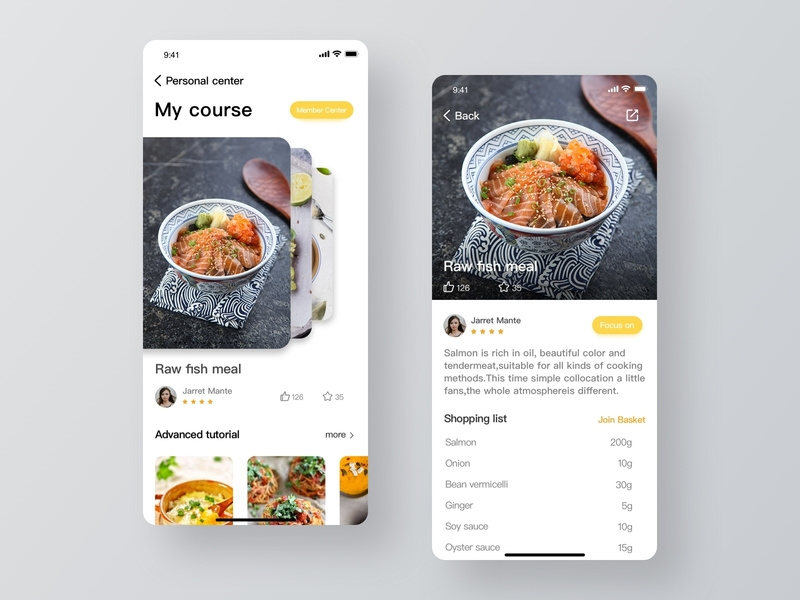 9:41
Personal center
My course
Member Center
Raw fish meal
Jarret Mante
126
35
Advanced tutorial
more
9:41
Back
Raw fish meal
126
35
Jarret Mante
Focus on
Salmon is rich in oil, beautiful color and
tendermeat,suitable for all kinds of cooking
methods.This time simple collocation a little
fans,the whole atmosphereis different.
Shopping list
Join Basket
Salmon
200g
Onion
10g
Bean vermicelli
30g
Ginger
5g
Soy sauce
10g
Oyster sauce
15g